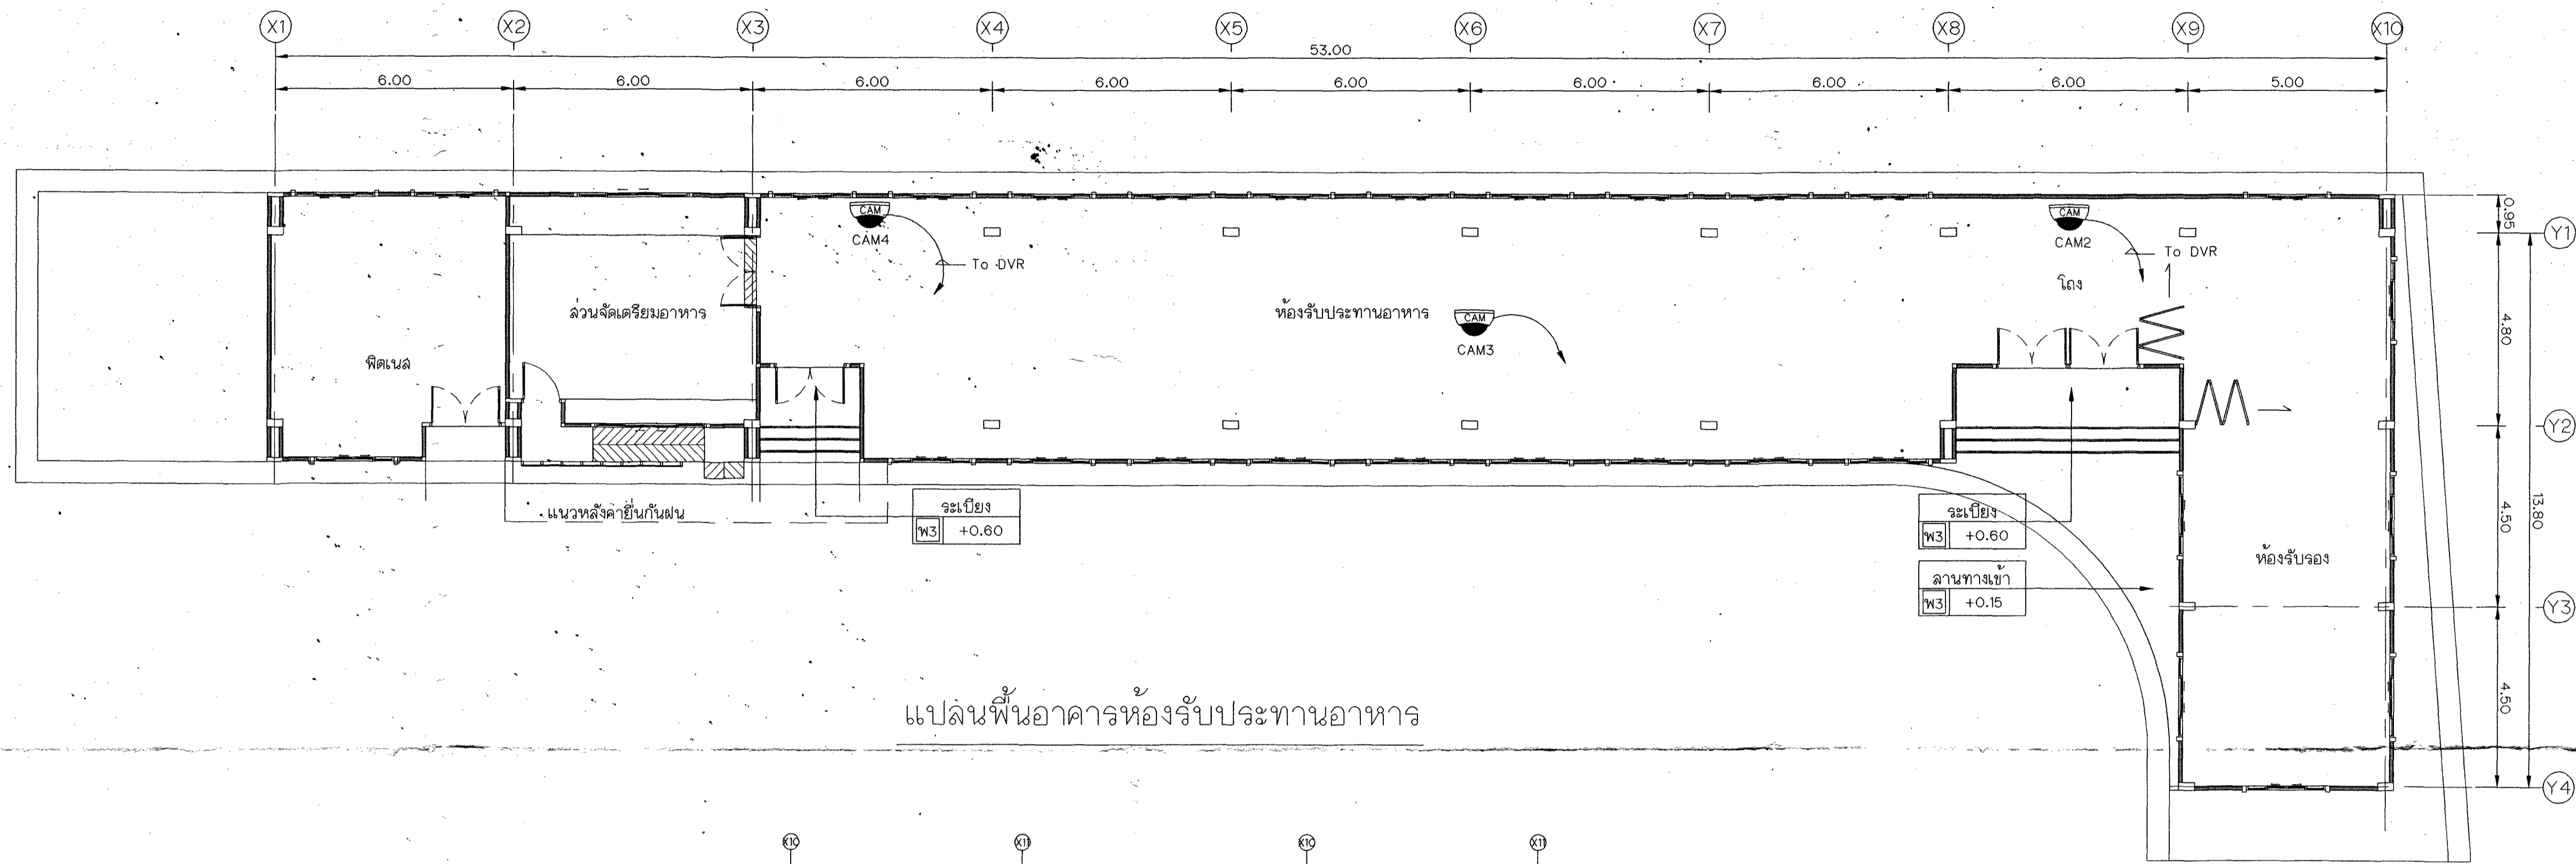 X1 X2 X3 X4 X5 X6 X7 X8 X9 X10
53.00
6.00 6.00 6.00 6.00 6.00 6.00 6.00 6.00 5.00
CAM
CAM4
To DVR
CAM
CAM2
To DVR
โถง
CAM
CAM3
ส่วนจัดเตรียมอาหาร
ห้องรับประทานอาหาร
ฟิตเนส
0.95
Y1
4.80
Y2
4.50
13.80
Y3
4.50
Y4
แนวหลังคายื่นกันฝน
ระเบียง
พ3 +0.60
ระเบียง
พ3 +0.60
ลานทางเข้า
พ3 +0.15
ห้องรับรอง
แปลนพื้นอาคารห้องรับประทานอาหาร
X10 X11 X10 X11